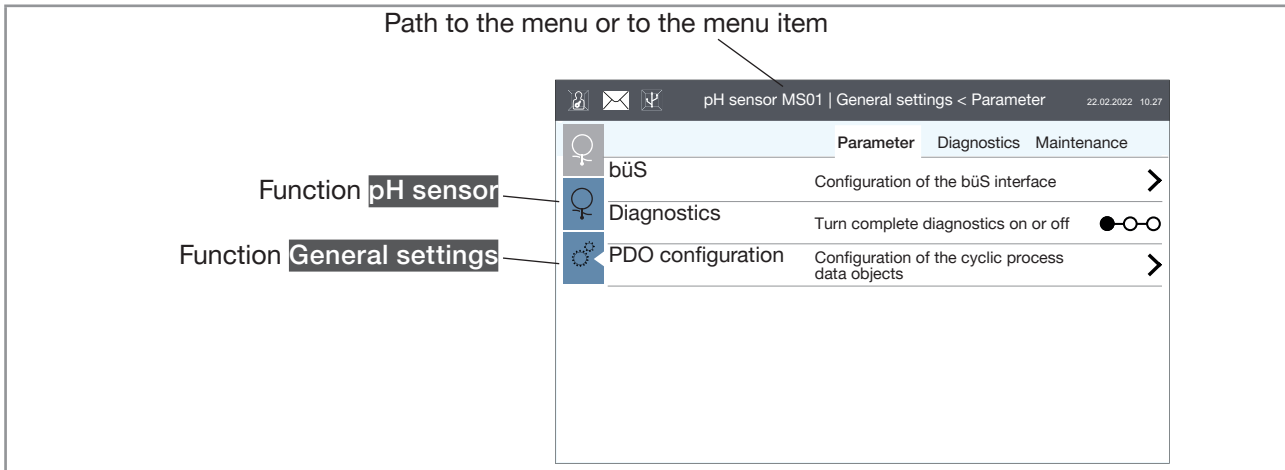 Path to the menu or to the menu item
pH sensor MS01 | General settings < Parameter 22.02.2022 10.27
Parameter Diagnostics Maintenance
büS
Configuration of the büS interface
Function pH sensor
Diagnostics
Turn complete diagnostics on or off
Function General settings
PDO configuration
Configuration of the cyclic process
data objects